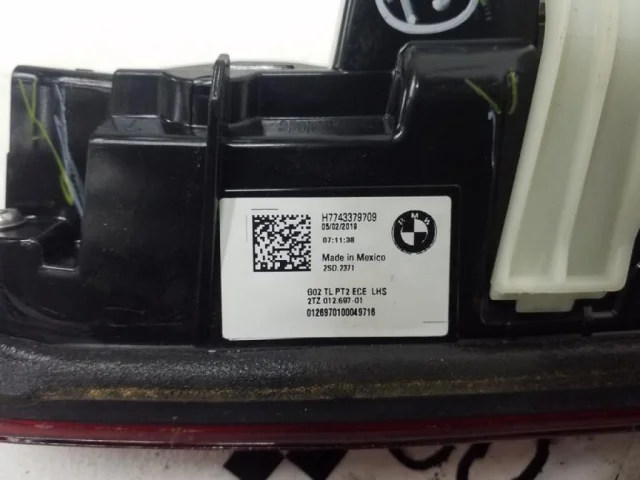 H7743379709
05/02/2019
07:11:38
Made in Mexico
2SD.2371
BMW
G02 TL PT2 ECE LHS
2TZ 012.697-01
0126970100049716